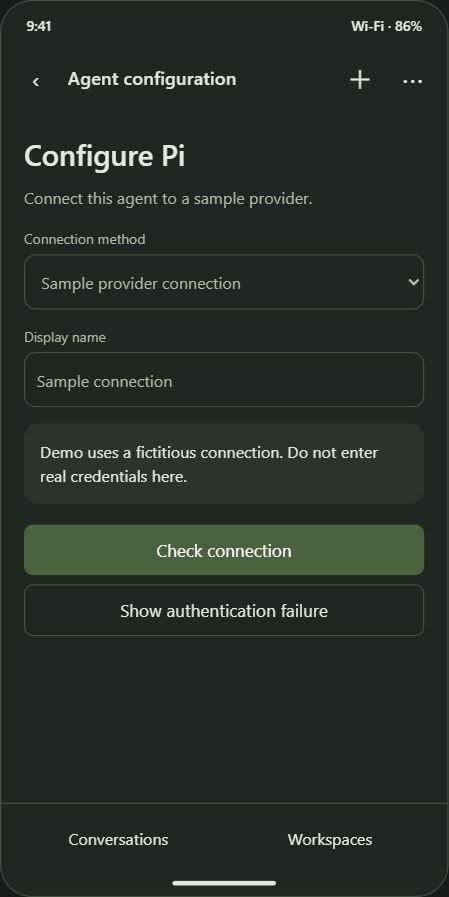 9:41
Wi-Fi · 86%
‹ Agent configuration + ...
Configure Pi
Connect this agent to a sample provider.
Connection method
Sample provider connection
Display name
Sample connection
Demo uses a fictitious connection. Do not enter
real credentials here.
Check connection
Show authentication failure
Conversations
Workspaces